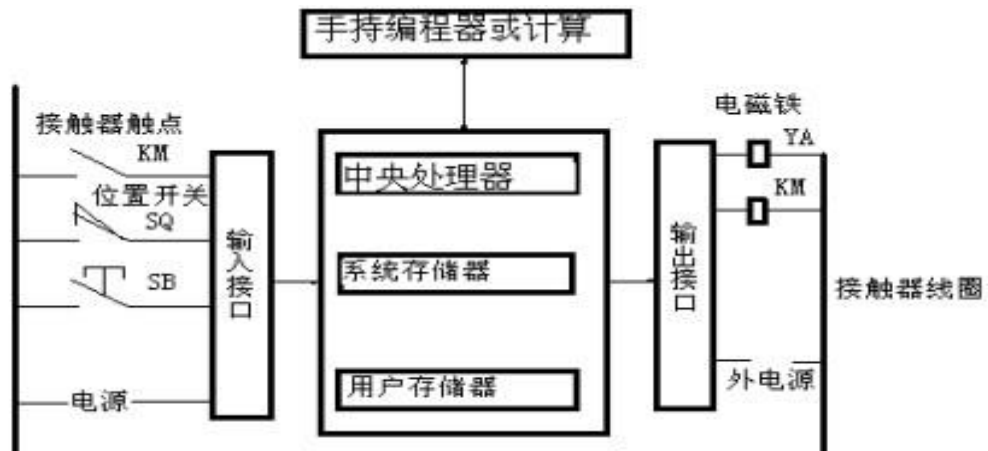 手持编程器或计算
接触器触点
KM
位置开关
SQ
SB
电源
输入接口
中央处理器
系统存储器
用户存储器
输出接口
电磁铁
YA
KM
接触器线圈
外电源